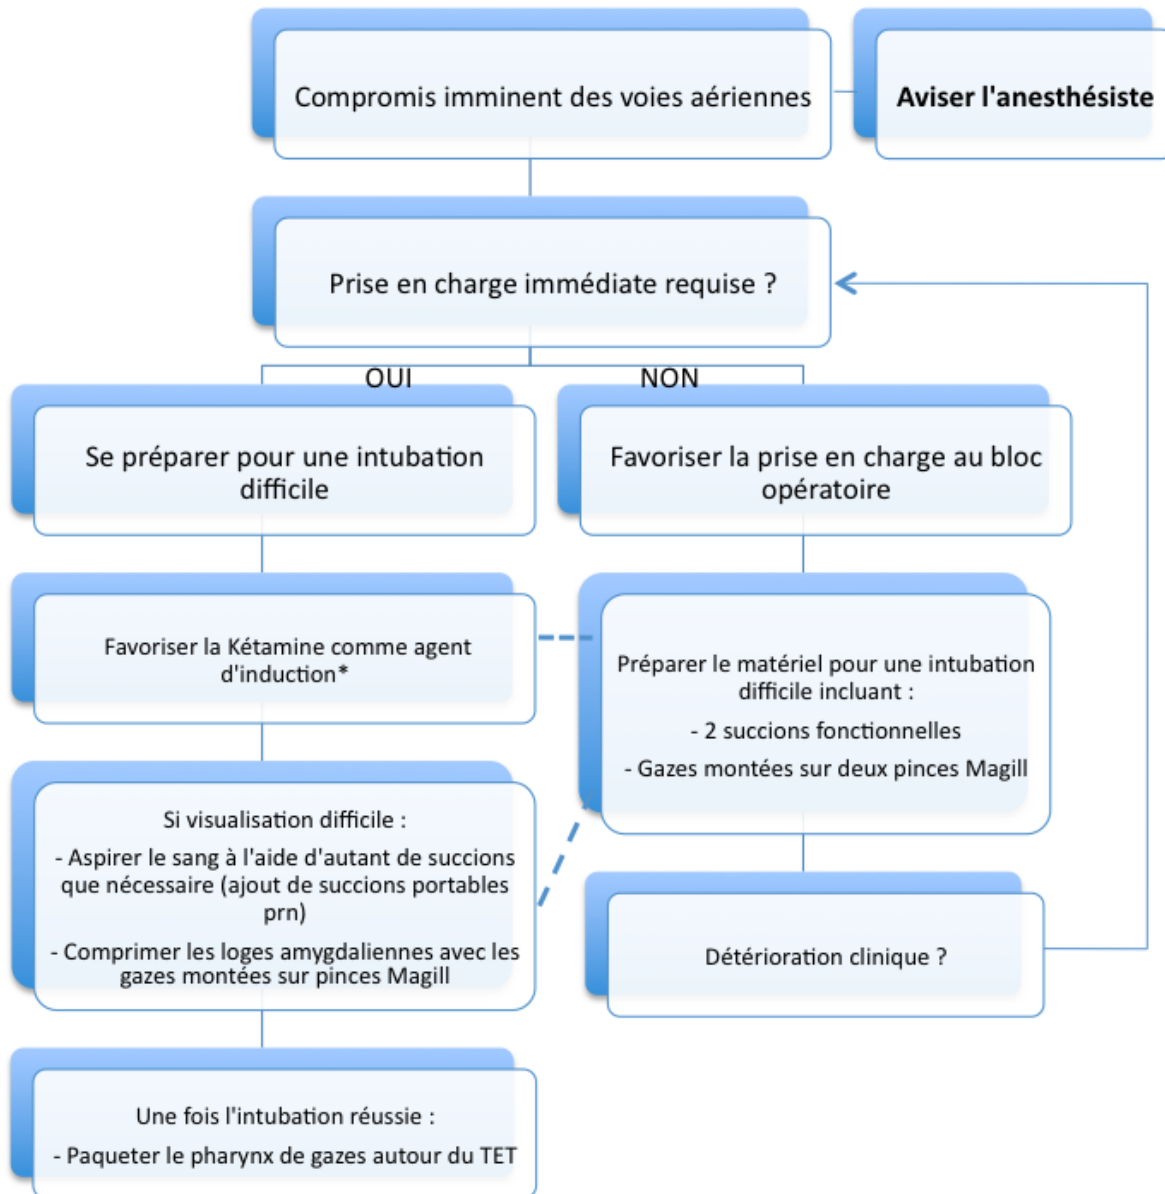 Compromis imminent des voies aériennes
Aviser l'anesthésiste
Prise en charge immédiate requise ?
OUI
NON
Se préparer pour une intubation
difficile
Favoriser la prise en charge au bloc
opératoire
Favoriser la Kétamine comme agent
d'induction*
Préparer le matériel pour une intubation
difficile incluant :
- 2 succions fonctionnelles
- Gazes montées sur deux pinces Magill
Si visualisation difficile :
- Aspirer le sang à l'aide d'autant de succions
que nécessaire (ajout de succions portables
prn)
- Comprimer les loges amygdaliennes avec les
gazes montées sur pinces Magill
Détérioration clinique ?
Une fois l'intubation réussie :
- Paqueter le pharynx de gazes autour du TET